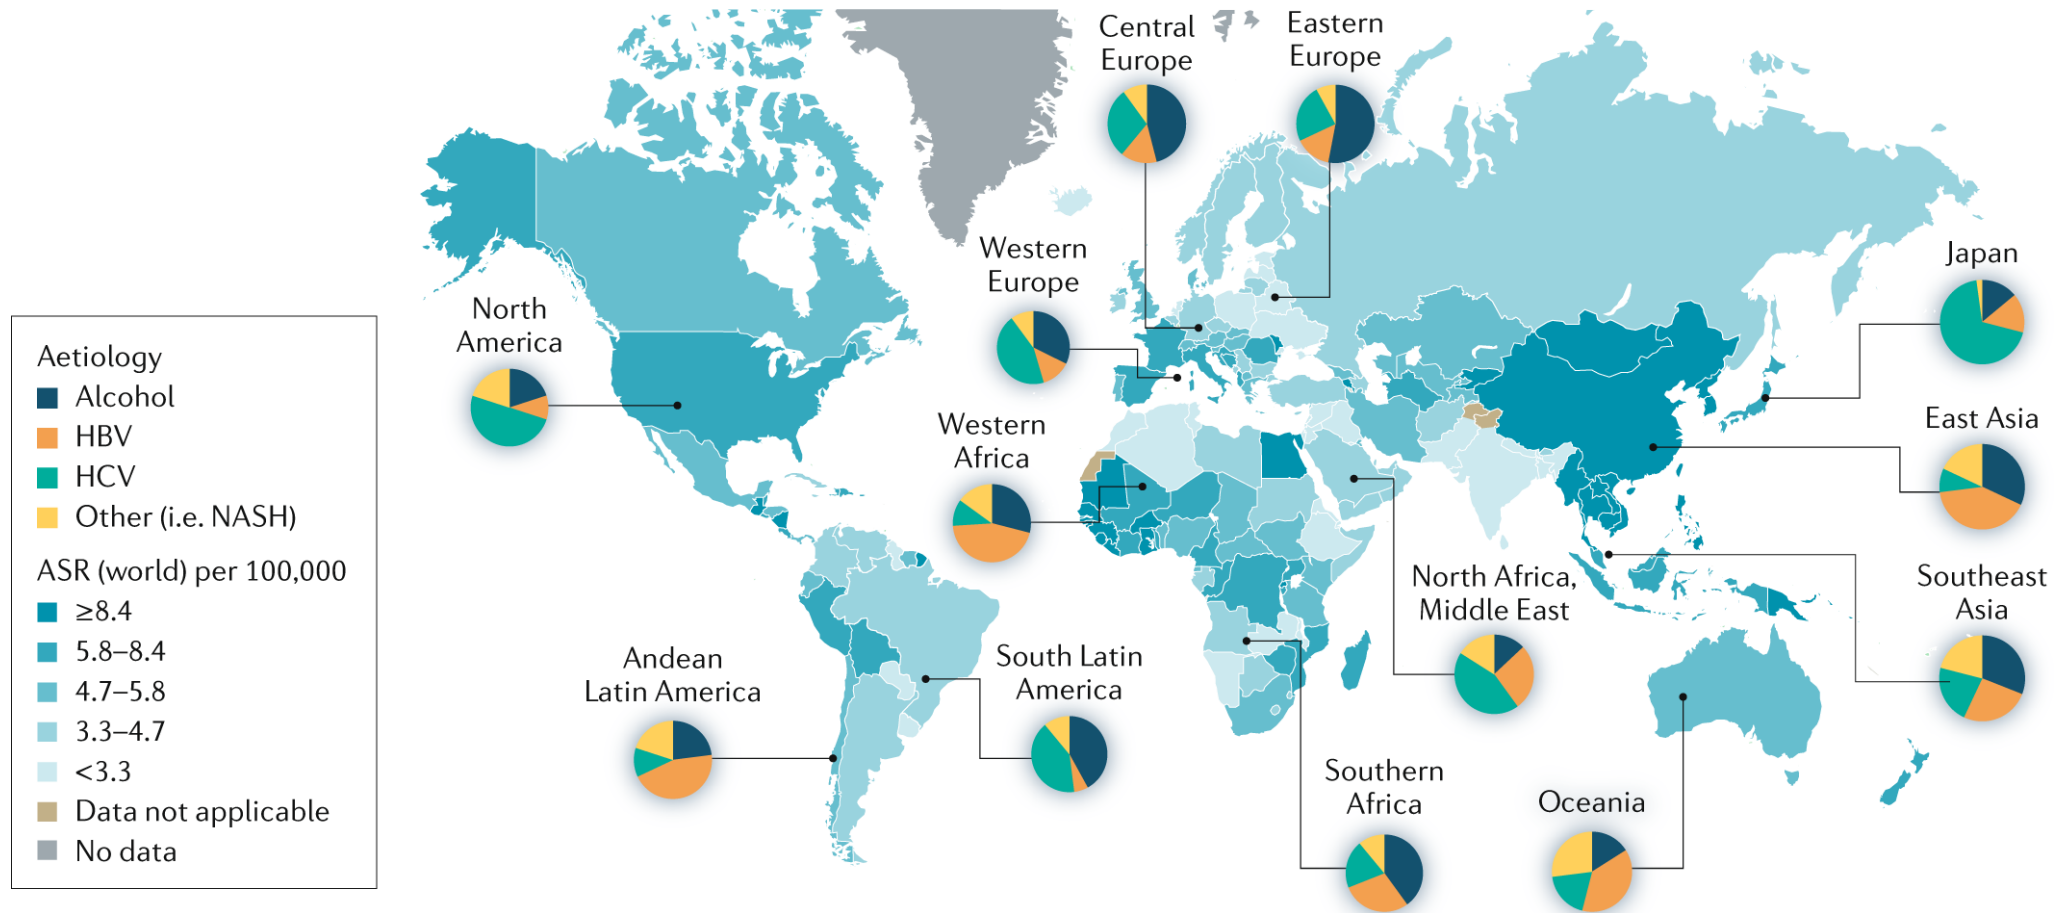 Central
Europe
Eastern
Europe
Western
Europe
Japan
North
America
East Asia
Western
Africa
North Africa,
Middle East
Southeast
Asia
Andean
Latin America
South Latin
America
Southern
Africa
Oceania
Aetiology
Alcohol
HBV
HCV
Other (i.e. NASH)
ASR (world) per 100,000
≥8.4
5.8–8.4
4.7–5.8
3.3–4.7
<3.3
Data not applicable
No data